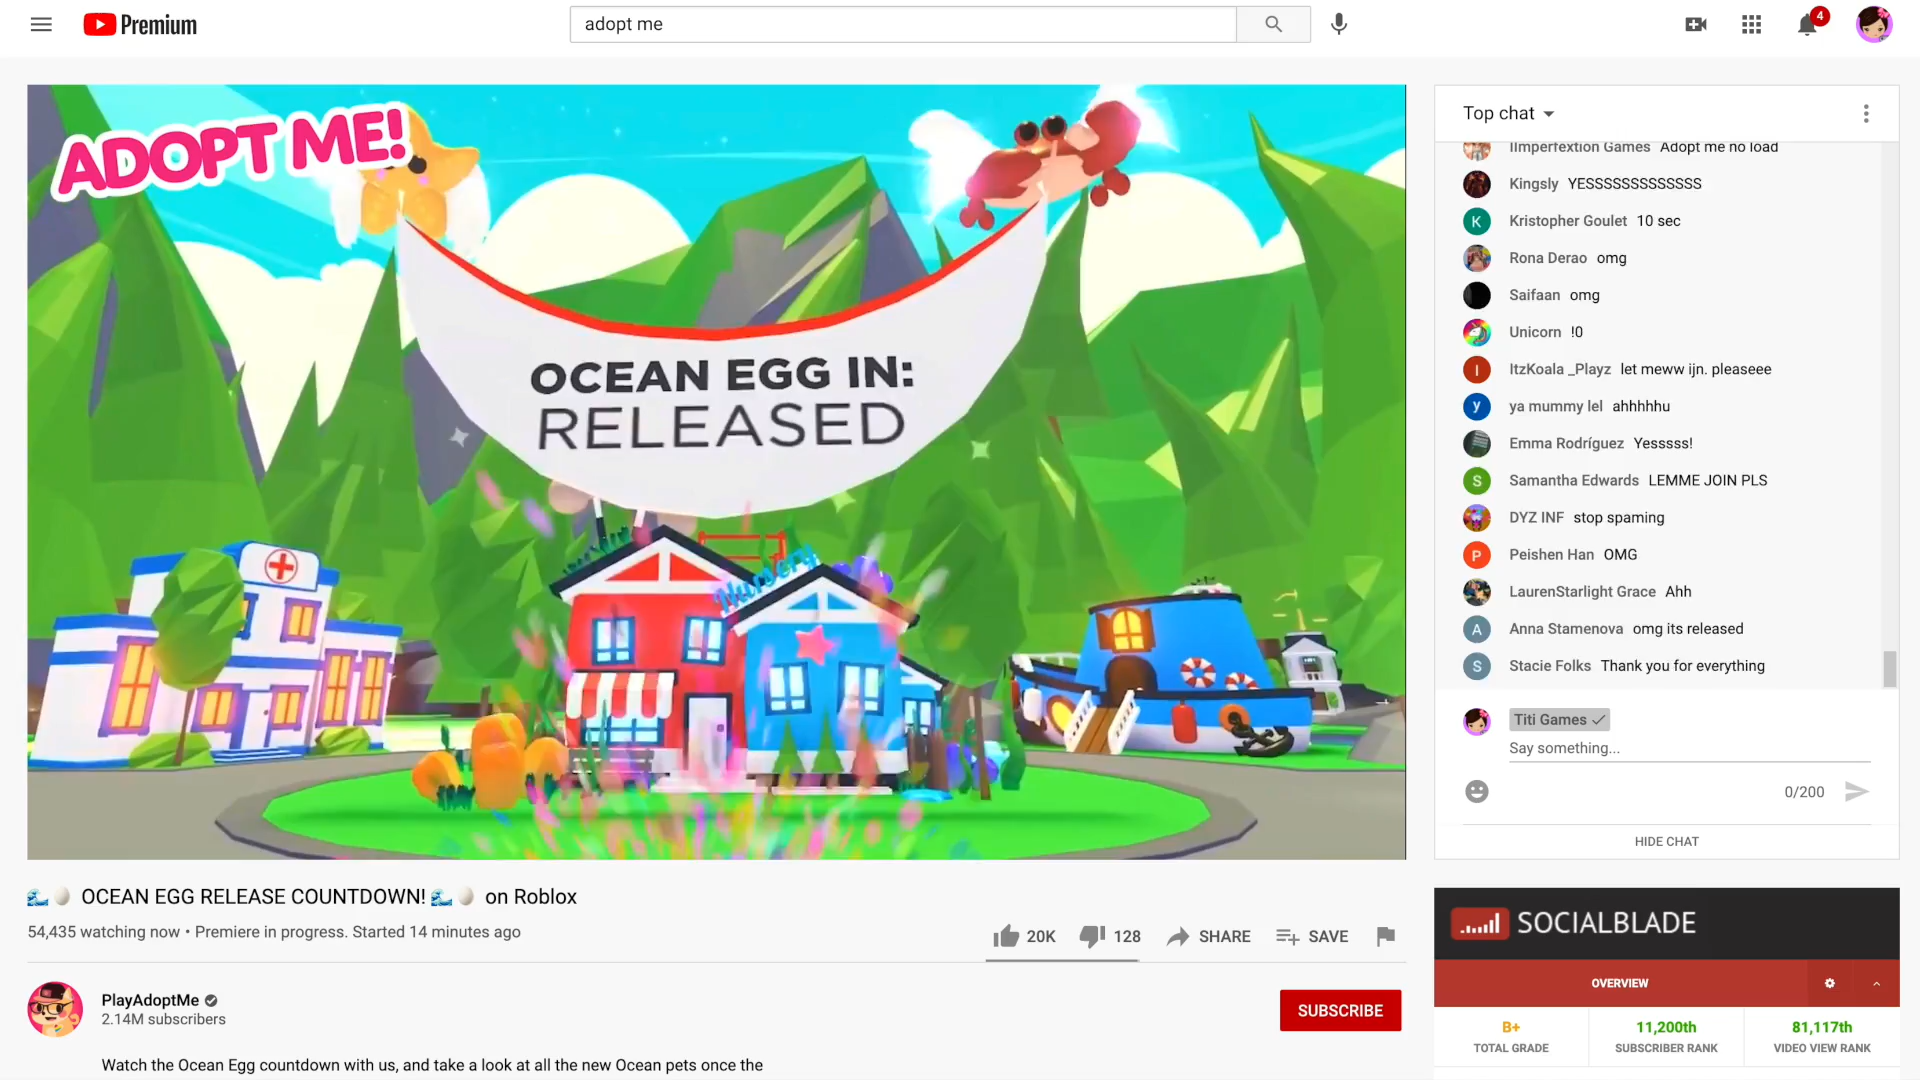 Premium
adopt me
4
ADOPT ME!
OCEAN EGG IN:
RELEASED
Nursery
Top chat
IImperfextion Games Adopt me no load
Kingsly YESSSSSSSSSSSSS
K Kristopher Goulet 10 sec
Rona Derao omg
Saifaan omg
Unicorn !0
I ItzKoala _Playz let meww ijn. pleaseee
y ya mummy lel ahhhhhu
Emma Rodríguez Yesssss!
S Samantha Edwards LEMME JOIN PLS
DYZ INF stop spaming
P Peishen Han OMG
LaurenStarlight Grace Ahh
A Anna Stamenova omg its released
S Stacie Folks Thank you for everything
Titi Games
Say something...
0/200
HIDE CHAT
OCEAN EGG RELEASE COUNTDOWN! on Roblox
54,435 watching now • Premiere in progress. Started 14 minutes ago
20K 128 SHARE SAVE
PlayAdoptMe
2.14M subscribers
SUBSCRIBE
Watch the Ocean Egg countdown with us, and take a look at all the new Ocean pets once the
SOCIALBLADE
OVERVIEW
B+ 11,200th 81,117th
TOTAL GRADE SUBSCRIBER RANK VIDEO VIEW RANK